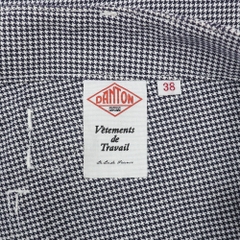 DANTON
38
Vêtements
de
Travail